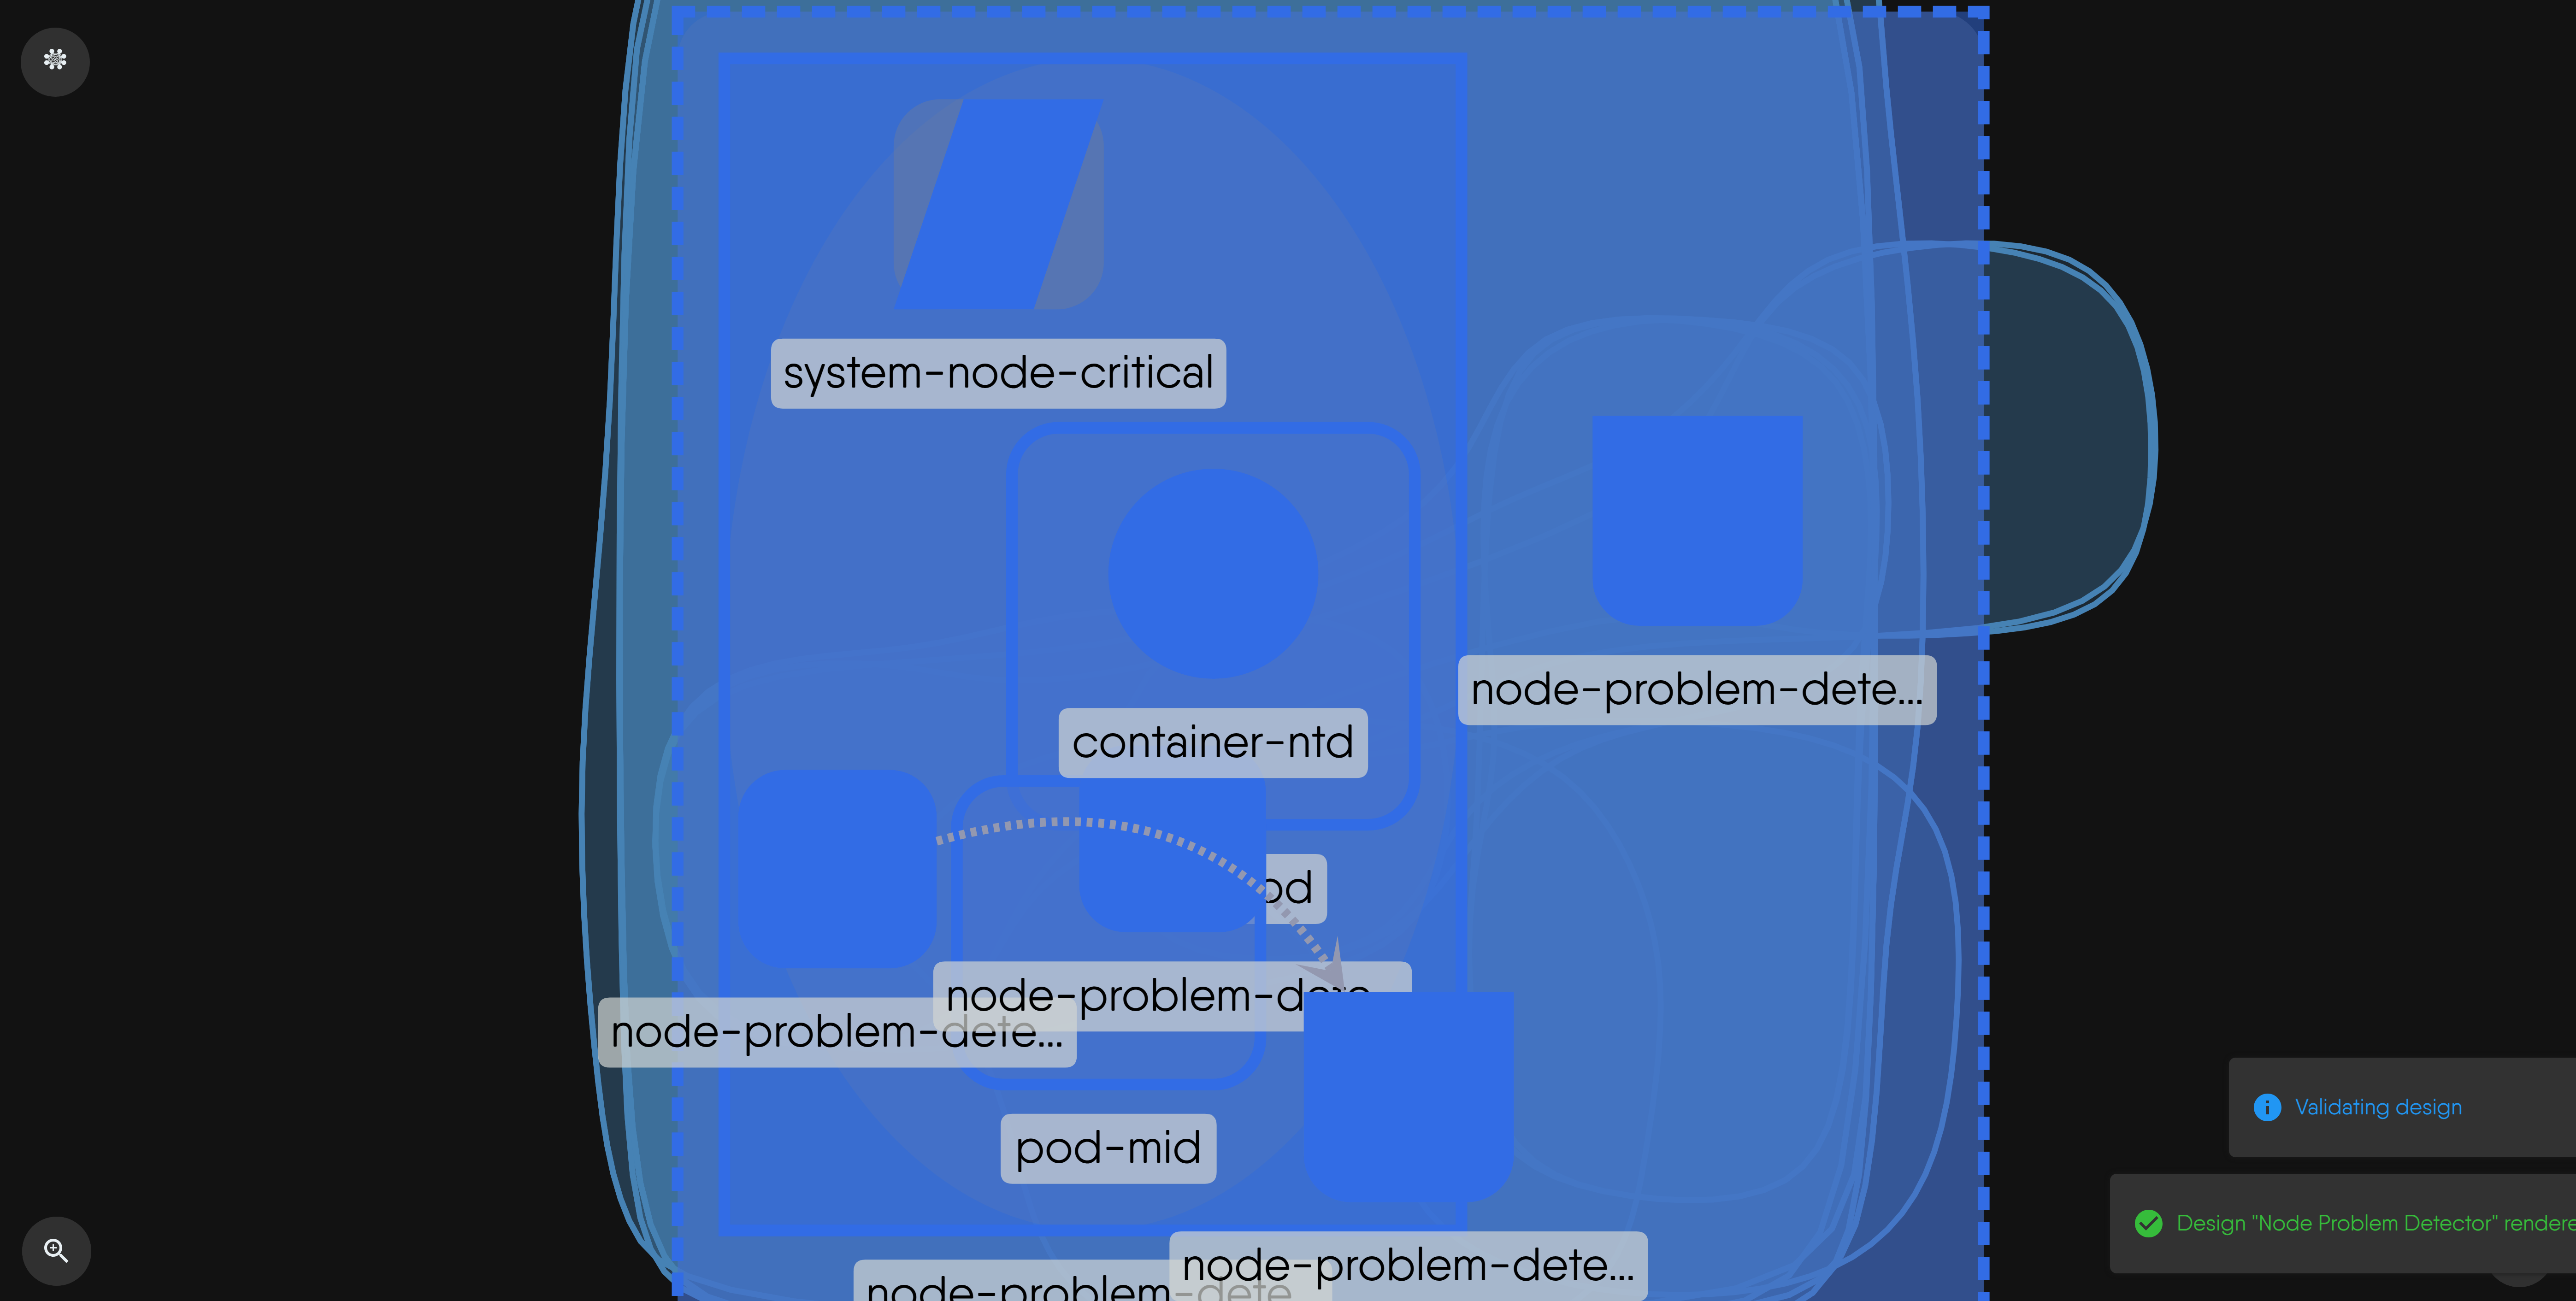 system-node-critical
node-problem-dete...
container-ntd
od
node-problem-dete
node-problem-dete...
pod-mid
Validating design
Design "Node Problem Detector" rendere
node-problem-dete...
node-problem-dete